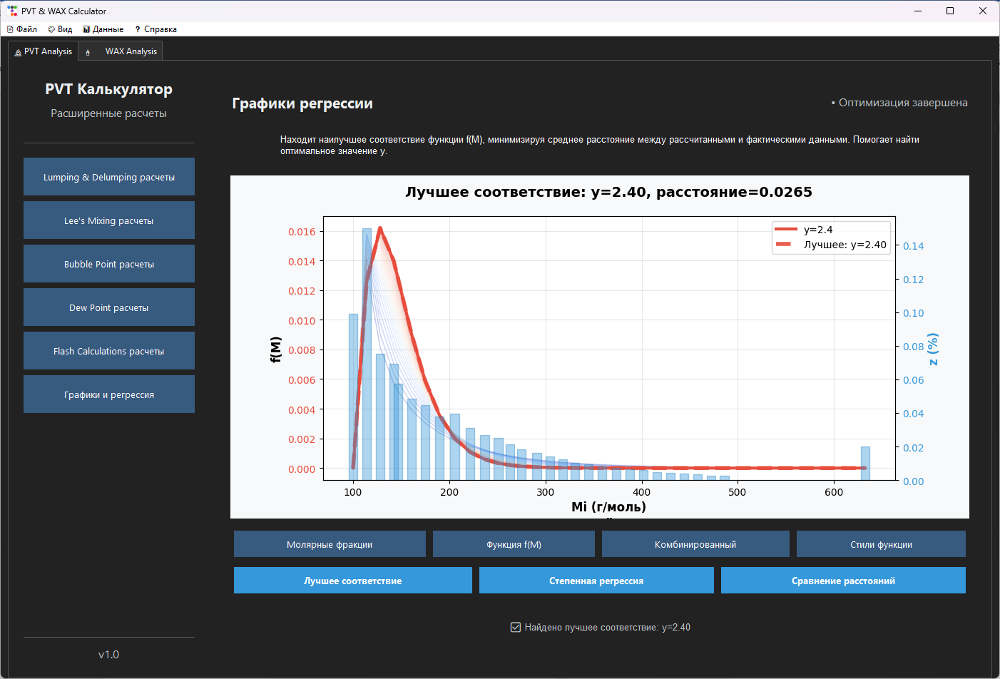 PVT & WAX Calculator
Файл Вид Данные ? Справка
PVT Analysis WAX Analysis
PVT Калькулятор
Расширенные расчеты
Lumping & Delumping расчеты
Lee's Mixing расчеты
Bubble Point расчеты
Dew Point расчеты
Flash Calculations расчеты
Графики и регрессия
v1.0
Графики регрессии
• Оптимизация завершена
Находит наилучшее соответствие функции f(M), минимизируя среднее расстояние между рассчитанными и фактическими данными. Помогает найти
оптимальное значение y.
Лучшее соответствие: y=2.40, расстояние=0.0265
y=2.4
Лучшее: y=2.40
f(M)
0.016
0.014
0.012
0.010
0.008
0.006
0.004
0.002
0.000
0.14
0.12
0.10
0.08
0.06
0.04
0.02
0.00
z (%)
100 200 300 400 500 600
Mi (г/моль)
Молярные фракции Функция f(M) Комбинированный Стили функции
Лучшее соответствие Степенная регрессия Сравнение расстояний
Найдено лучшее соответствие: y=2.40